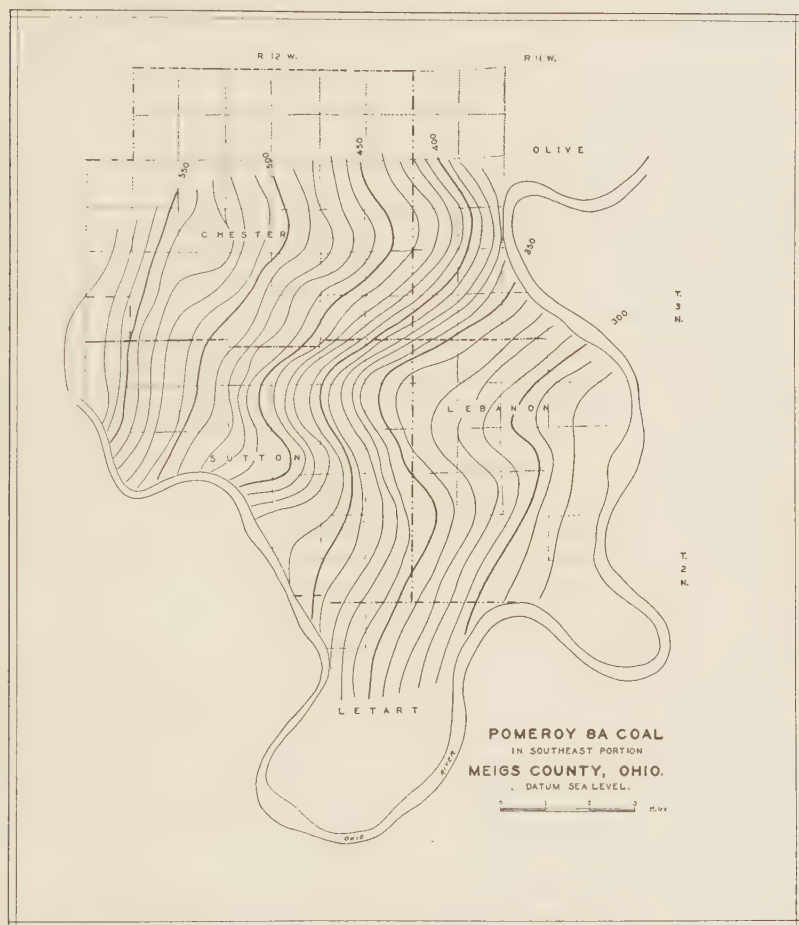 R 12 W.
R 11 W.
550
500
450
400
OLIVE
CHESTER
350
T.
3
N.
300
LEBANON
SUTTON
T.
2
N.
LETART
POMEROY 8A COAL
IN SOUTHEAST PORTION
MEIGS COUNTY, OHIO.
DATUM SEA LEVEL.
0 1 2 3 Miles
RIVER
OHIO